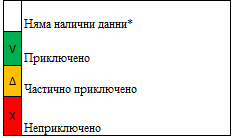 Няма налични данни*
V Приключено
Δ Частично приключено
X Неприключено